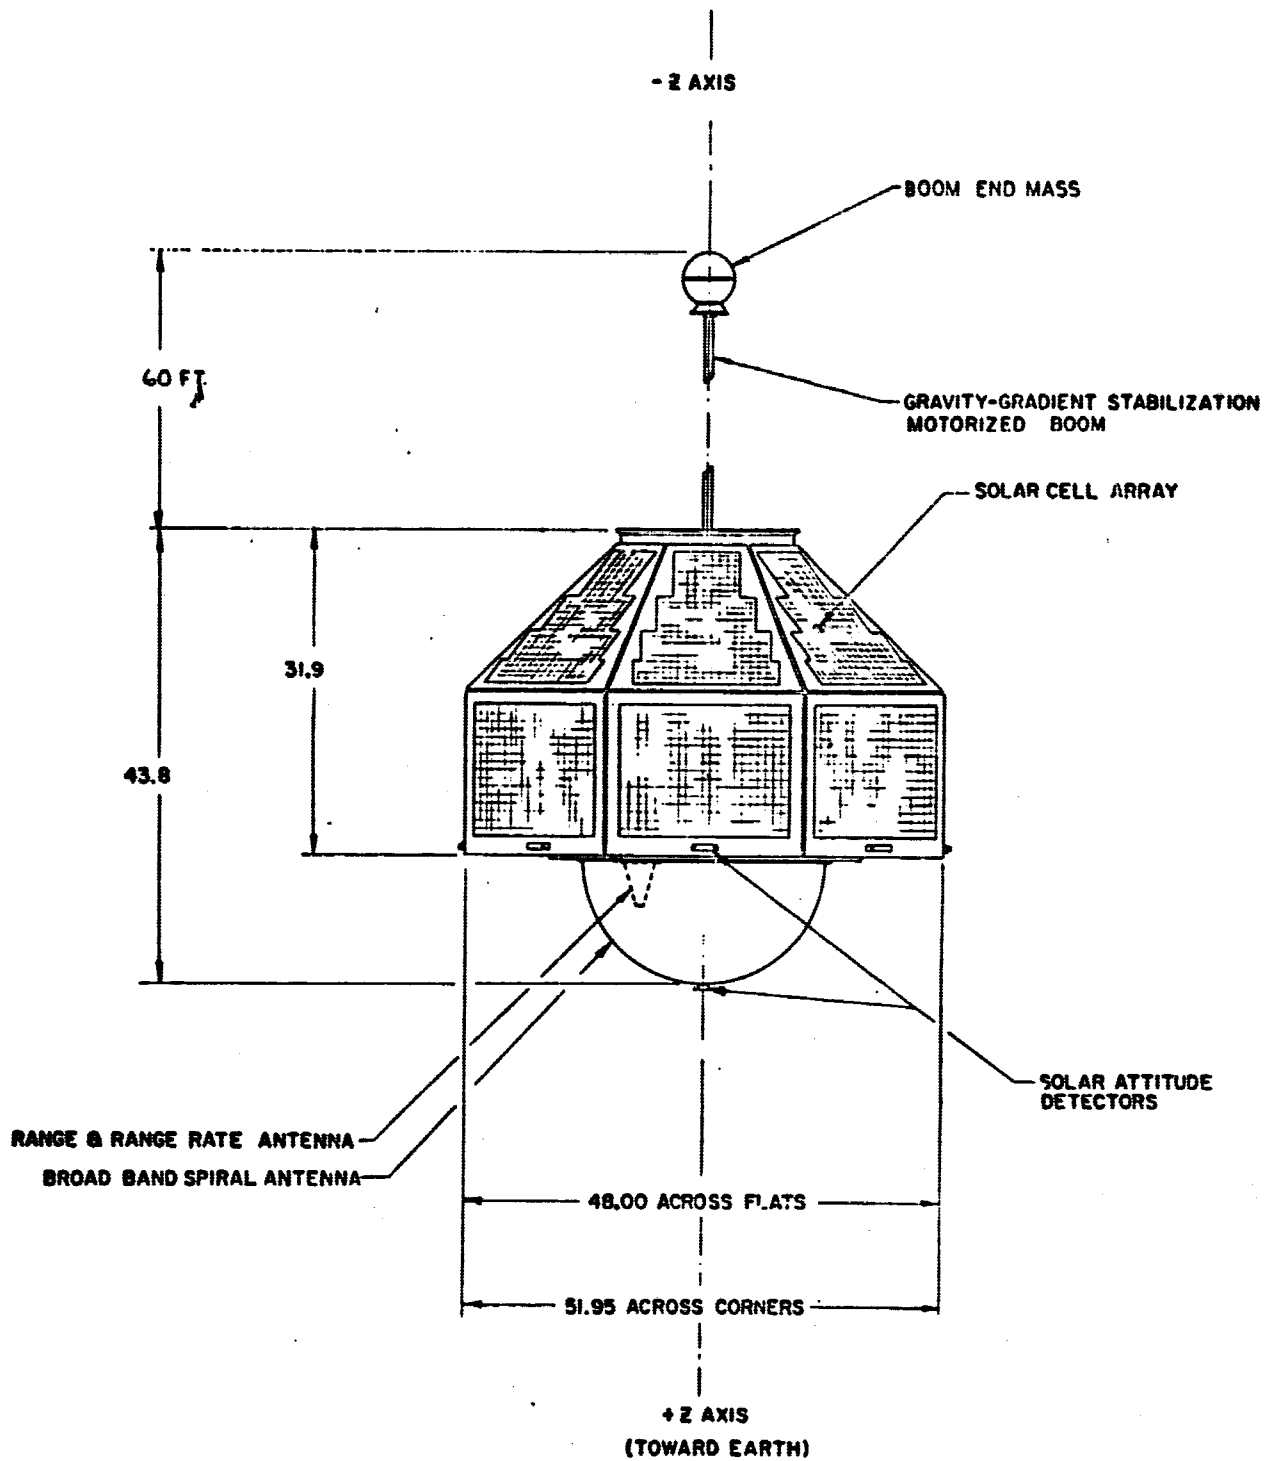 - Z AXIS
BOOM END MASS
60 FT.
GRAVITY-GRADIENT STABILIZATION
MOTORIZED BOOM
SOLAR CELL ARRAY
31.9
43.8
SOLAR ATTITUDE
DETECTORS
RANGE & RANGE RATE ANTENNA
BROAD BAND SPIRAL ANTENNA
48.00 ACROSS FLATS
51.95 ACROSS CORNERS
+ Z AXIS
(TOWARD EARTH)